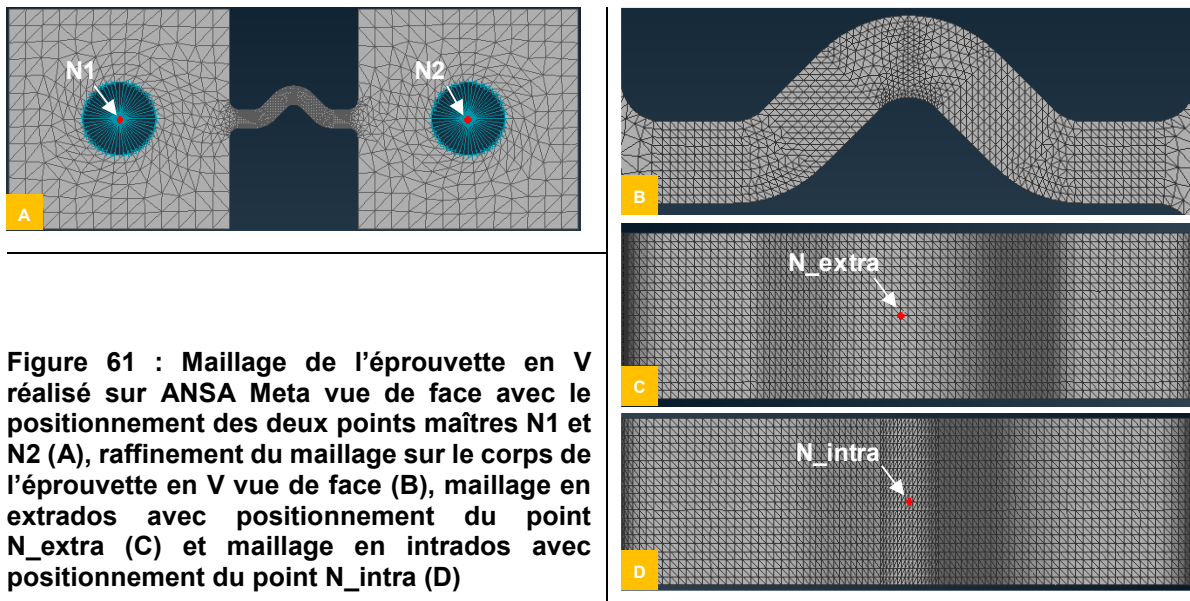 N1
N2
A
B
N_extra
C
N_intra
D
Figure 61 : Maillage de l’éprouvette en V
réalisé sur ANSA Meta vue de face avec le
positionnement des deux points maîtres N1 et
N2 (A), raffinement du maillage sur le corps de
l’éprouvette en V vue de face (B), maillage en
extrados avec positionnement du point
N_extra (C) et maillage en intrados avec
positionnement du point N_intra (D)